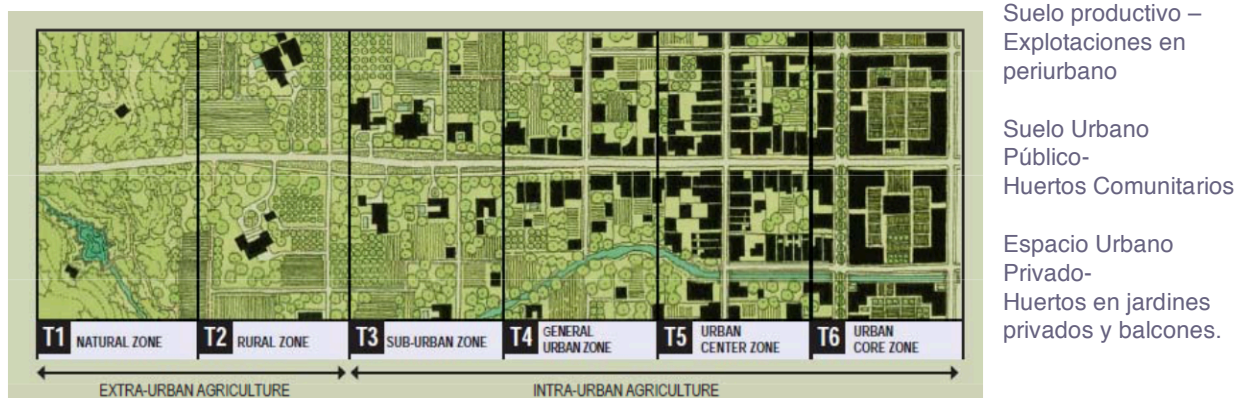 T1 NATURAL ZONE
T2 RURAL ZONE
T3 SUB-URBAN ZONE
T4 GENERAL
URBAN ZONE
T5 URBAN
CENTER ZONE
T6 URBAN
CORE ZONE
EXTRA-URBAN AGRICULTURE
INTRA-URBAN AGRICULTURE
Suelo productivo –
Explotaciones en
periurbano
Suelo Urbano
Público-
Huertos Comunitarios
Espacio Urbano
Privado-
Huertos en jardines
privados y balcones.